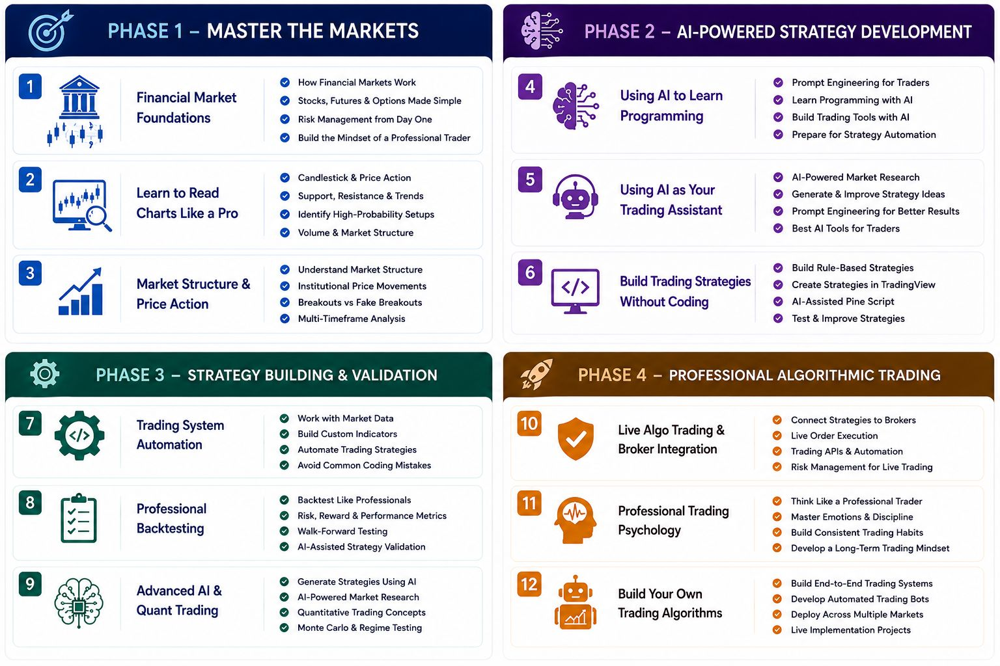 PHASE 1 – MASTER THE MARKETS
1
Financial Market
Foundations
How Financial Markets Work
Stocks, Futures & Options Made Simple
Risk Management from Day One
Build the Mindset of a Professional Trader
2
Learn to Read
Charts Like a Pro
Candlestick & Price Action
Support, Resistance & Trends
Identify High-Probability Setups
Volume & Market Structure
3
Market Structure &
Price Action
Understand Market Structure
Institutional Price Movements
Breakouts vs Fake Breakouts
Multi-Timeframe Analysis
PHASE 2 – AI-POWERED STRATEGY DEVELOPMENT
4
Using AI to Learn
Programming
Prompt Engineering for Traders
Learn Programming with AI
Build Trading Tools with AI
Prepare for Strategy Automation
5
Using AI as Your
Trading Assistant
AI-Powered Market Research
Generate & Improve Strategy Ideas
Prompt Engineering for Better Results
Best AI Tools for Traders
6
</>
Build Trading Strategies
Without Coding
Build Rule-Based Strategies
Create Strategies in TradingView
AI-Assisted Pine Script
Test & Improve Strategies
PHASE 3 – STRATEGY BUILDING & VALIDATION
7
</>
Trading System
Automation
Work with Market Data
Build Custom Indicators
Automate Trading Strategies
Avoid Common Coding Mistakes
8
Professional
Backtesting
Backtest Like Professionals
Risk, Reward & Performance Metrics
Walk-Forward Testing
AI-Assisted Strategy Validation
9
Advanced AI &
Quant Trading
Generate Strategies Using AI
AI-Powered Market Research
Quantitative Trading Concepts
Monte Carlo & Regime Testing
PHASE 4 – PROFESSIONAL ALGORITHMIC TRADING
10
Live Algo Trading &
Broker Integration
Connect Strategies to Brokers
Live Order Execution
Trading APIs & Automation
Risk Management for Live Trading
11
Professional Trading
Psychology
Think Like a Professional Trader
Master Emotions & Discipline
Build Consistent Trading Habits
Develop a Long-Term Trading Mindset
12
Build Your Own
Trading Algorithms
Build End-to-End Trading Systems
Develop Automated Trading Bots
Deploy Across Multiple Markets
Live Implementation Projects